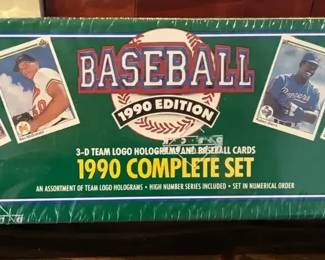 BASEBALL
1990 EDITION
3-D TEAM LOGO HOLOGRAMS AND BASEBALL CARDS
1990 COMPLETE SET
AN ASSORTMENT OF TEAM LOGO HOLOGRAMS • HIGH NUMBER SERIES INCLUDED • SET IN NUMERICAL ORDER